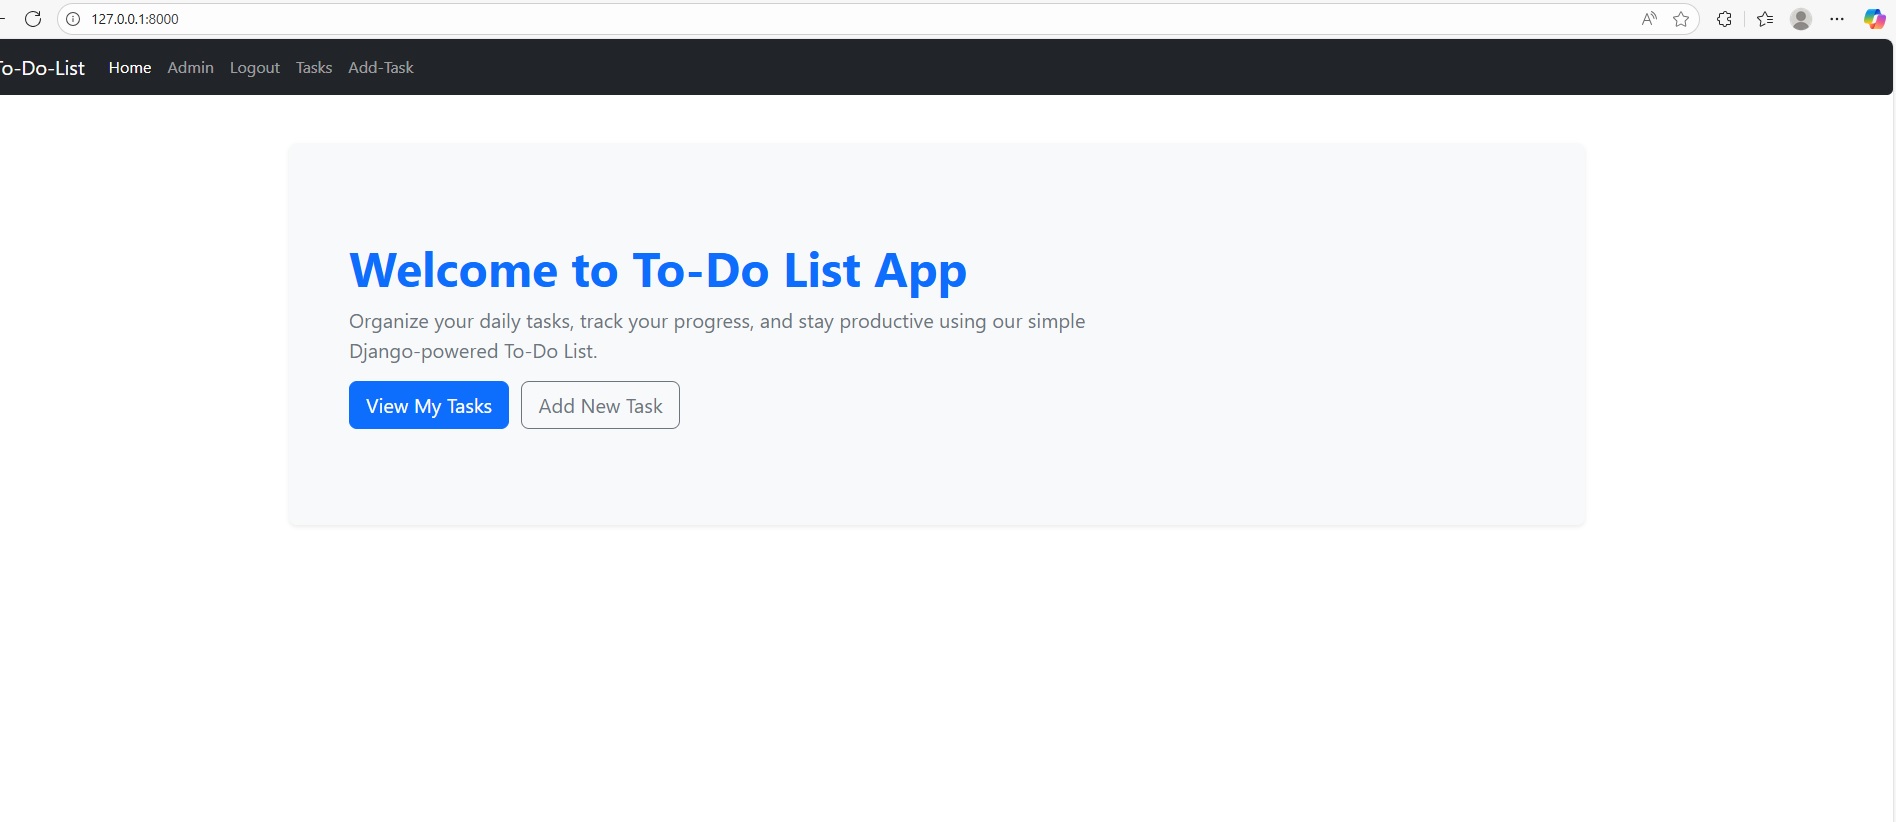 127.0.0.1:8000
To-Do-List Home Admin Logout Tasks Add-Task
Welcome to To-Do List App
Organize your daily tasks, track your progress, and stay productive using our simple
Django-powered To-Do List.
View My Tasks Add New Task